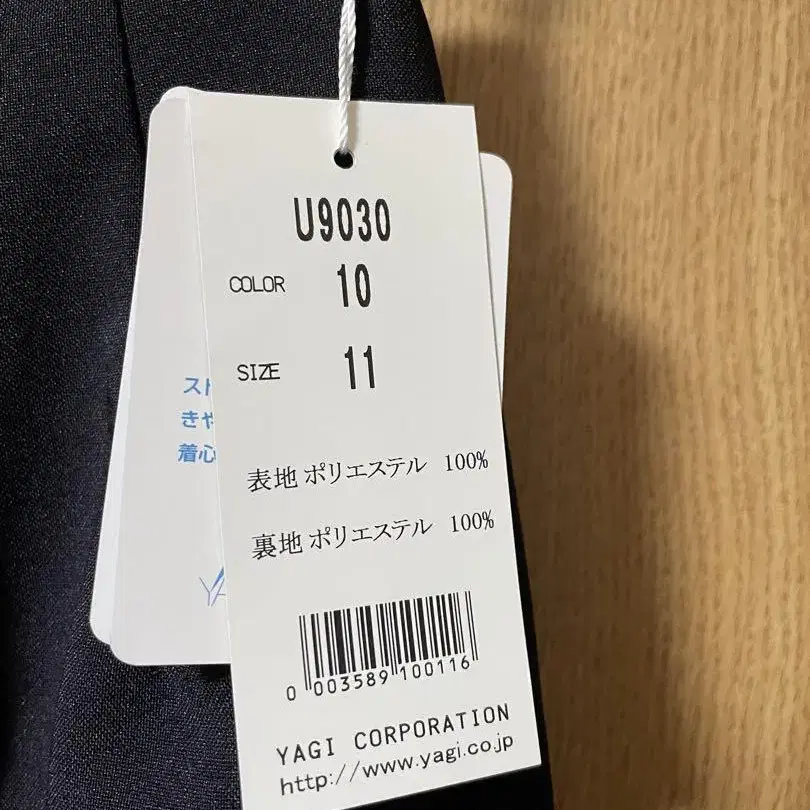 U9030
COLOR 10
SIZE 11
表地 ポリエステル 100%
裏地 ポリエステル 100%
0 003589 100116
YAGI CORPORATION
http://www.yagi.co.jp
スト
きや
着心
YA